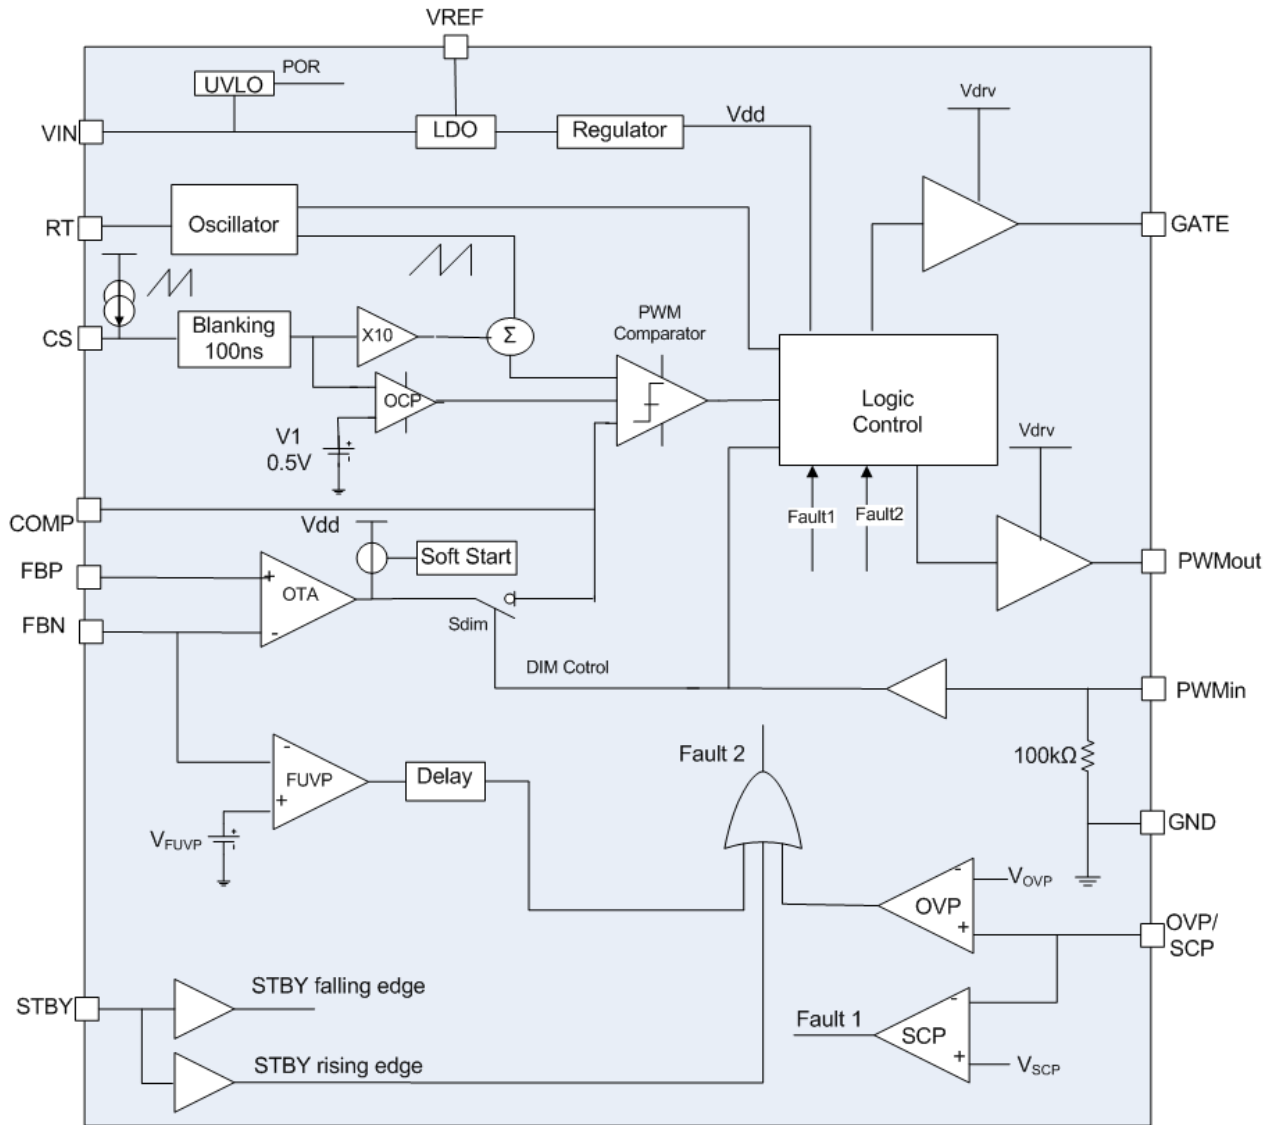 VREF
POR
UVLO
Vdrv
VIN
LDO
Regulator
Vdd
RT
Oscillator
GATE
CS
Blanking
100ns
X10
Σ
PWM
Comparator
OCP
Logic
Control
V1
0.5V
Vdrv
COMP
Vdd
Fault1
Fault2
Soft Start
FBP
OTA
PWMout
FBN
Sdim
DIM Cotrol
PWMin
Fault 2
100kΩ
FUVP
Delay
GND
VFUVP
VOVP
OVP
OVP/
SCP
STBY
STBY falling edge
Fault 1
SCP
STBY rising edge
VSCP